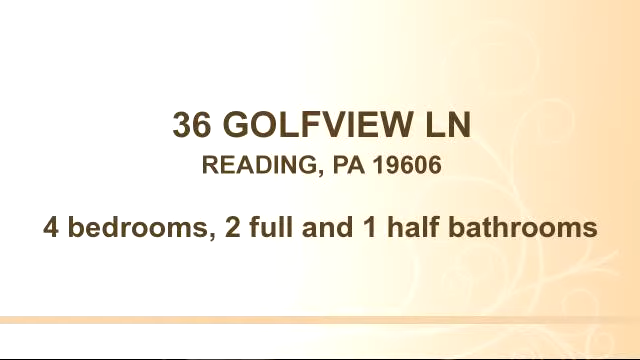 36 GOLFVIEW LN
READING, PA 19606
4 bedrooms, 2 full and 1 half bathrooms